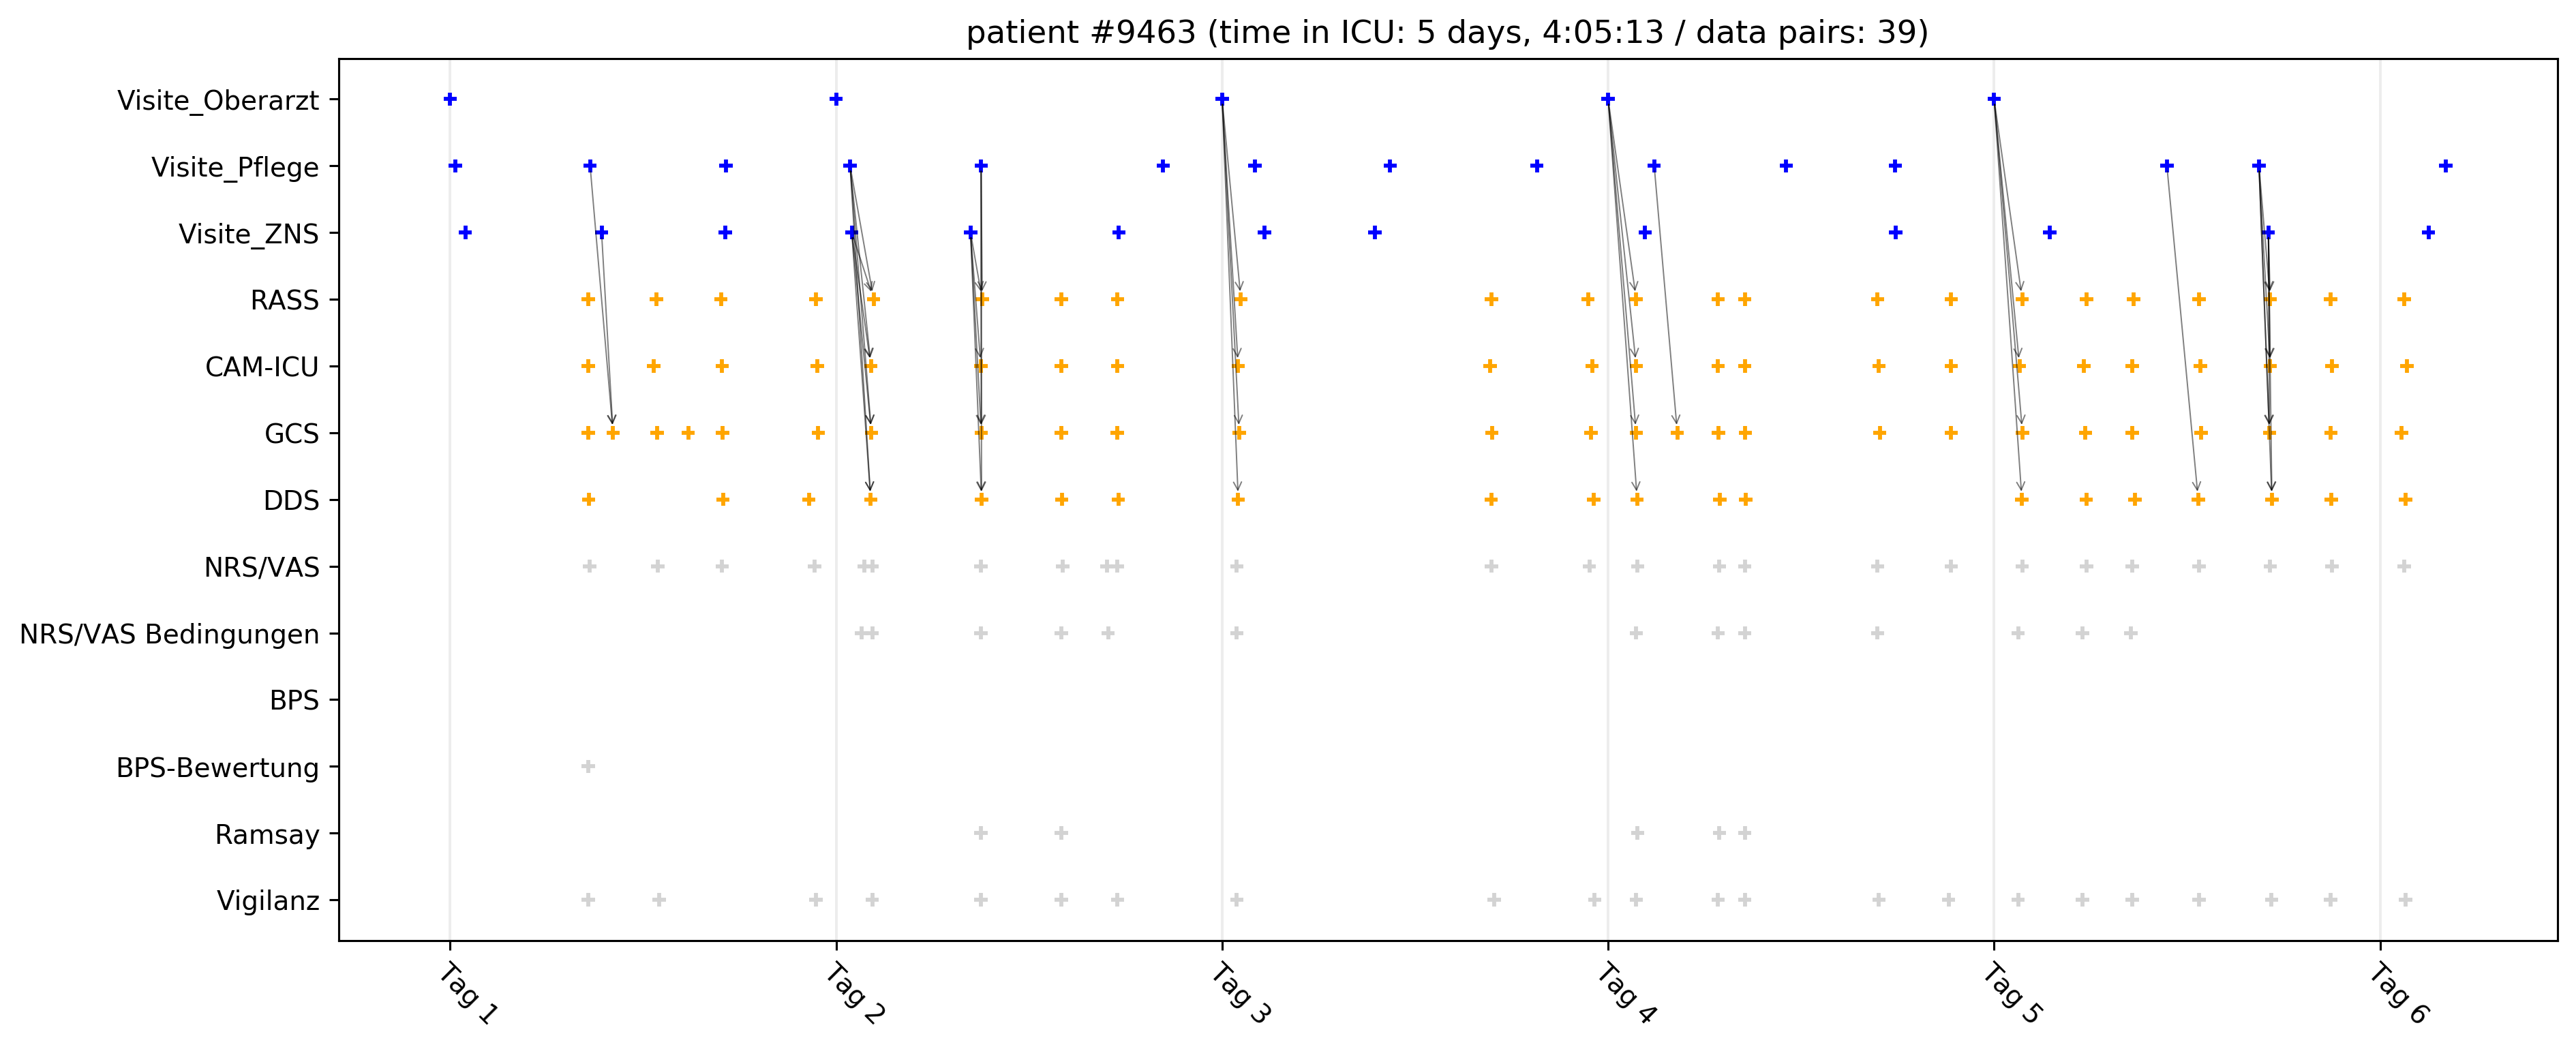 patient #9463 (time in ICU: 5 days, 4:05:13 / data pairs: 39)
Visite_Oberarzt
Visite_Pflege
Visite_ZNS
RASS
CAM-ICU
GCS
DDS
NRS/VAS
NRS/VAS Bedingungen
BPS
BPS-Bewertung
Ramsay
Vigilanz
Tag 1
Tag 2
Tag 3
Tag 4
Tag 5
Tag 6